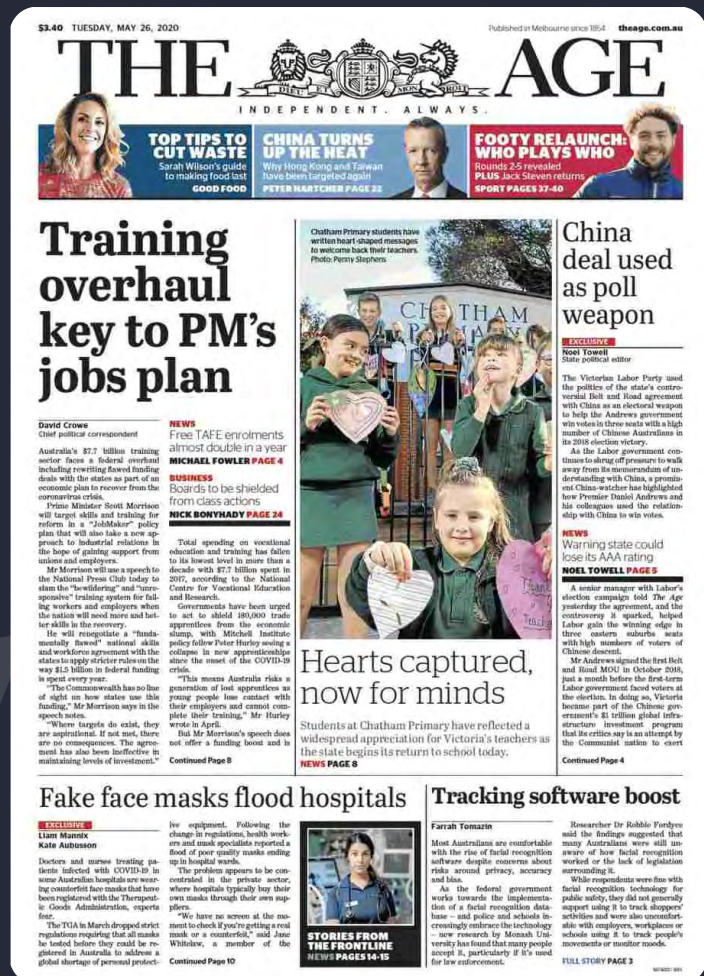 $3.40 TUESDAY, MAY 26, 2020
Published in Melbourne since 1854 theage.com.au
THE AGE
DIEU ET MON DROIT
INDEPENDENT. ALWAYS.
TOP TIPS TO
CUT WASTE
Sarah Wilson's guide
to making food last
GOOD FOOD
CHINA TURNS
UP THE HEAT
Why Hong Kong and Taiwan
have been targeted again
PETER HARTCHER PAGE 22
FOOTY RELAUNCH:
WHO PLAYS WHO
Rounds 2-5 revealed
PLUS Jack Steven returns
SPORT PAGES 37-40
Training
overhaul
key to PM's
jobs plan
David Crowe
Chief political correspondent
Australia's $7.7 billion training
sector faces a federal overhaul
including rewriting flawed funding
deals with the states as part of an
economic plan to recover from the
coronavirus crisis.
Prime Minister Scott Morrison
will target skills and training for
reform in a "JobMaker" policy
plan that will also take a new ap-
proach to industrial relations in
the hope of gaining support from
unions and employers.
Mr Morrison will use a speech to
the National Press Club today to
slam the "bewildering" and "unre-
sponsive" training system for fail-
ing workers and employers when
the nation will need more and bet-
ter skills in the recovery.
He will renegotiate a "funda-
mentally flawed" national skills
and workforce agreement with the
states to apply stricter rules on the
way $1.5 billion in federal funding
is spent every year.
"The Commonwealth has no line
of sight on how states use this
funding," Mr Morrison says in the
speech notes.
"Where targets do exist, they
are aspirational. If not met, there
are no consequences. The agree-
ment has also been ineffective in
maintaining levels of investment."
NEWS
Free TAFE enrolments
almost double in a year
MICHAEL FOWLER PAGE 4
BUSINESS
Boards to be shielded
from class actions
NICK BONYHADY PAGE 24
Total spending on vocational
education and training has fallen
to its lowest level in more than a
decade with $7.7 billion spent in
2017, according to the National
Centre for Vocational Education
and Research.
Governments have been urged
to act to shield 180,000 trade
apprentices from the economic
slump, with Mitchell Institute
policy fellow Peter Hurley seeing a
collapse in new apprenticeships
since the onset of the COVID-19
crisis.
"This means Australia risks a
generation of lost apprentices as
young people lose contact with
their employers and cannot com-
plete their training," Mr Hurley
wrote in April.
But Mr Morrison's speech does
not offer a funding boost and is
Continued Page 8
Chatham Primary students have
written heart-shaped messages
to welcome back their teachers.
Photo: Penny Stephens
CHATHAM
PRIMARY
Thank
Hearts captured,
now for minds
Students at Chatham Primary have reflected a
widespread appreciation for Victoria's teachers as
the state begins its return to school today.
NEWS PAGE 8
China
deal used
as poll
weapon
EXCLUSIVE
Noel Towell
State political editor
The Victorian Labor Party used
the politics of the state's contro-
versial Belt and Road agreement
with China as an electoral weapon
to help the Andrews government
win votes in three seats with a high
number of Chinese Australians in
its 2018 election victory.
As the Labor government con-
tinues to shrug off pressure to walk
away from its memorandum of un-
derstanding with China, a promin-
ent China-watcher has highlighted
how Premier Daniel Andrews and
his colleagues used the relation-
ship with China to win votes.
NEWS
Warning state could
lose its AAA rating
NOEL TOWELL PAGE 5
A senior manager with Labor's
election campaign told The Age
yesterday the agreement, and the
controversy it sparked, helped
Labor gain the winning edge in
three eastern suburbs seats
with high numbers of voters of
Chinese descent.
Mr Andrews signed the first Belt
and Road MOU in October 2018,
just a month before the first-term
Labor government faced voters at
the election. In doing so, Victoria
became part of the Chinese gov-
ernment's $1 trillion global infra-
structure investment program
that its critics say is an attempt by
the Communist nation to exert
Continued Page 4
Fake face masks flood hospitals
EXCLUSIVE
Liam Mannix
Kate Aubusson
Doctors and nurses treating pa-
tients infected with COVID-19 in
some Australian hospitals are wear-
ing counterfeit face masks that have
been registered with the Therapeut-
ic Goods Administration, experts
fear.
The TGA in March dropped strict
regulations requiring that all masks
be tested before they could be re-
gistered in Australia to address a
global shortage of personal protect-
ive equipment. Following the
change in regulations, health work-
ers and mask specialists reported a
flood of poor quality masks ending
up in hospital wards.
The problem appears to be con-
centrated in the private sector,
where hospitals typically buy their
own masks through their own sup-
pliers.
"We have no screen at the mo-
ment to check if you're getting a real
mask or a counterfeit," said Jane
Whitelaw, a member of the
Continued Page 10
STORIES FROM
THE FRONTLINE
NEWS PAGES 14-15
Tracking software boost
Farrah Tomazin
Most Australians are comfortable
with the rise of facial recognition
software despite concerns about
risks around privacy, accuracy
and bias.
As the federal government
works towards the implementa-
tion of a facial recognition data-
base – and police and schools in-
creasingly embrace the technology
– new research by Monash Uni-
versity has found that many people
accept it, particularly if it's used
for law enforcement.
Researcher Dr Robbie Fordyce
said the findings suggested that
many Australians were still un-
aware of how facial recognition
worked or the lack of legislation
surrounding it.
While respondents were fine with
facial recognition technology for
public safety, they did not generally
support using it to track shoppers'
activities and were also uncomfort-
able with employers, workplaces or
schools using it to track people's
movements or monitor moods.
FULL STORY PAGE 3